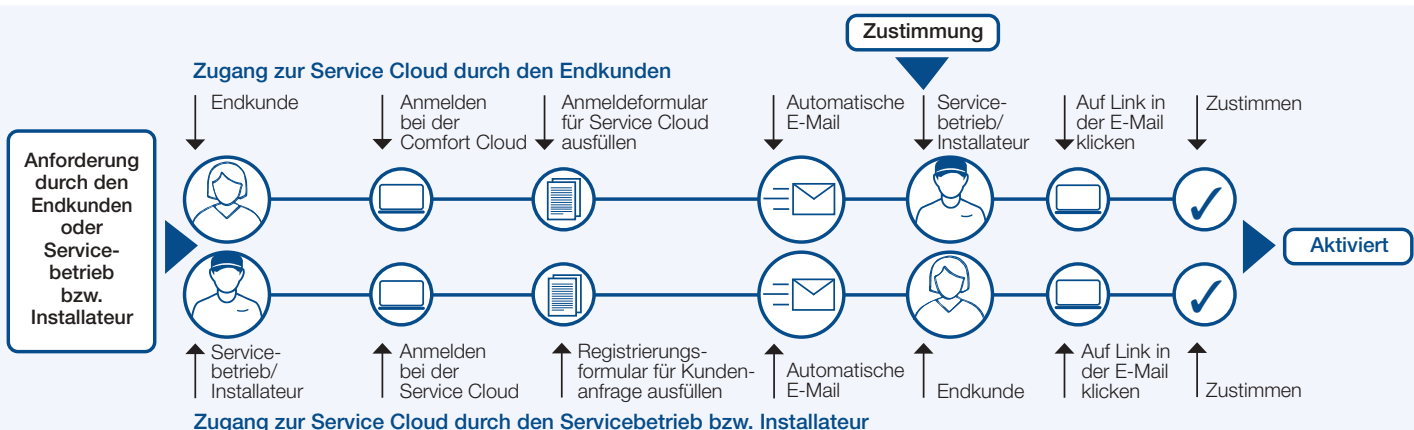 Zustimmung
Zugang zur Service Cloud durch den Endkunden
Endkunde
Anmelden
bei der
Comfort Cloud
Anmeldeformular
für Service Cloud
ausfüllen
Automatische
E-Mail
Service-
betrieb/
Installateur
Auf Link in
der E-Mail
klicken
Zustimmen
Anforderung
durch den
Endkunden
oder
Service-
betrieb
bzw.
Installateur
Aktiviert
Service-
betrieb/
Installateur
Anmelden
bei der
Service Cloud
Registrierungs-
formular für Kunden-
anfrage ausfüllen
Automatische
E-Mail
Endkunde
Auf Link in
der E-Mail
klicken
Zustimmen
Zugang zur Service Cloud durch den Servicebetrieb bzw. Installateur